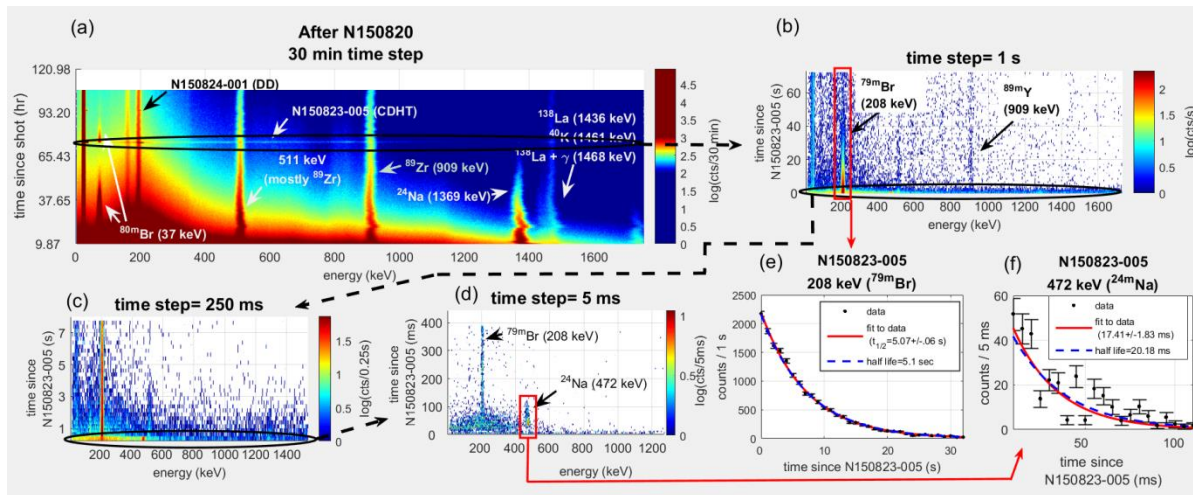 (a)
After N150820
30 min time step
120.98
93.20
65.43
37.65
9.87
time since shot (hr)
N150824-001 (DD)
N150823-005 (CDHT)
138La (1436 keV)
40K (1461 keV)
138La + γ (1468 keV)
511 keV
(mostly 89Zr)
89Zr (909 keV)
24Na (1369 keV)
80mBr (37 keV)
0 200 400 600 800 1000 1200 1400 1600
energy (keV)
4.5
4
3.5
3
2.5
2
1.5
1
0.5
0
log(cts/30 min)
(b)
time step= 1 s
time since
N150823-005 (s)
60
40
20
0
79mBr
(208 keV)
89mY
(909 keV)
0 200 400 600 800 1000 1200 1400 1600
energy (keV)
2
1.5
1
0.5
0
log(cts/s)
(c)
time step= 250 ms
time since
N150823-005 (s)
7
5
3
1
0 200 400 600 800 1000 1200 1400
energy (keV)
1.5
1
0.5
0
log(cts/0.25s)
(d)
time step= 5 ms
time since
N150823-005 (ms)
400
300
200
100
0
79mBr (208 keV)
24Na (472 keV)
0 200 400 600 800 1000 1200
energy (keV)
1
0.5
0
log(cts/5ms)
(e)
N150823-005
208 keV (79mBr)
2500
2000
1500
1000
500
0
counts / 1 s
data
fit to data
(t1/2=5.07+/-.06 s)
half life=5.1 sec
0 10 20 30
time since N150823-005 (s)
(f)
N150823-005
472 keV (24mNa)
60
40
20
0
counts / 5 ms
data
fit to data
(17.41+/-1.83 ms)
half life=20.18 ms
50 100
time since
N150823-005 (ms)